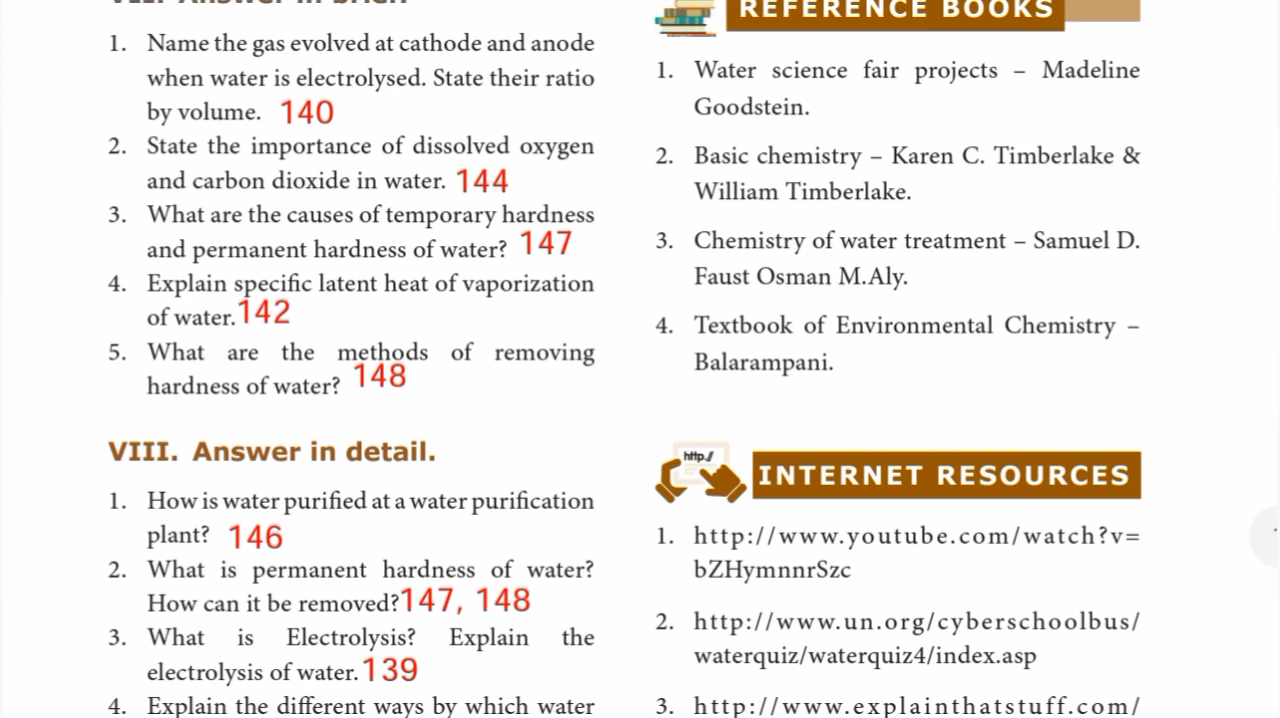 VII. Answer in brief.
1. Name the gas evolved at cathode and anode
when water is electrolysed. State their ratio
by volume. 140
2. State the importance of dissolved oxygen
and carbon dioxide in water. 144
3. What are the causes of temporary hardness
and permanent hardness of water? 147
4. Explain specific latent heat of vaporization
of water. 142
5. What are the methods of removing
hardness of water? 148
VIII. Answer in detail.
1. How is water purified at a water purification
plant? 146
2. What is permanent hardness of water?
How can it be removed? 147, 148
3. What is Electrolysis? Explain the
electrolysis of water. 139
4. Explain the different ways by which water
REFERENCE BOOKS
1. Water science fair projects – Madeline
Goodstein.
2. Basic chemistry – Karen C. Timberlake &
William Timberlake.
3. Chemistry of water treatment – Samuel D.
Faust Osman M.Aly.
4. Textbook of Environmental Chemistry –
Balarampani.
http://
INTERNET RESOURCES
1. http://www.youtube.com/watch?v=
bZHymnnrSzc
2. http://www.un.org/cyberschoolbus/
waterquiz/waterquiz4/index.asp
3. http://www.explainthatstuff.com/